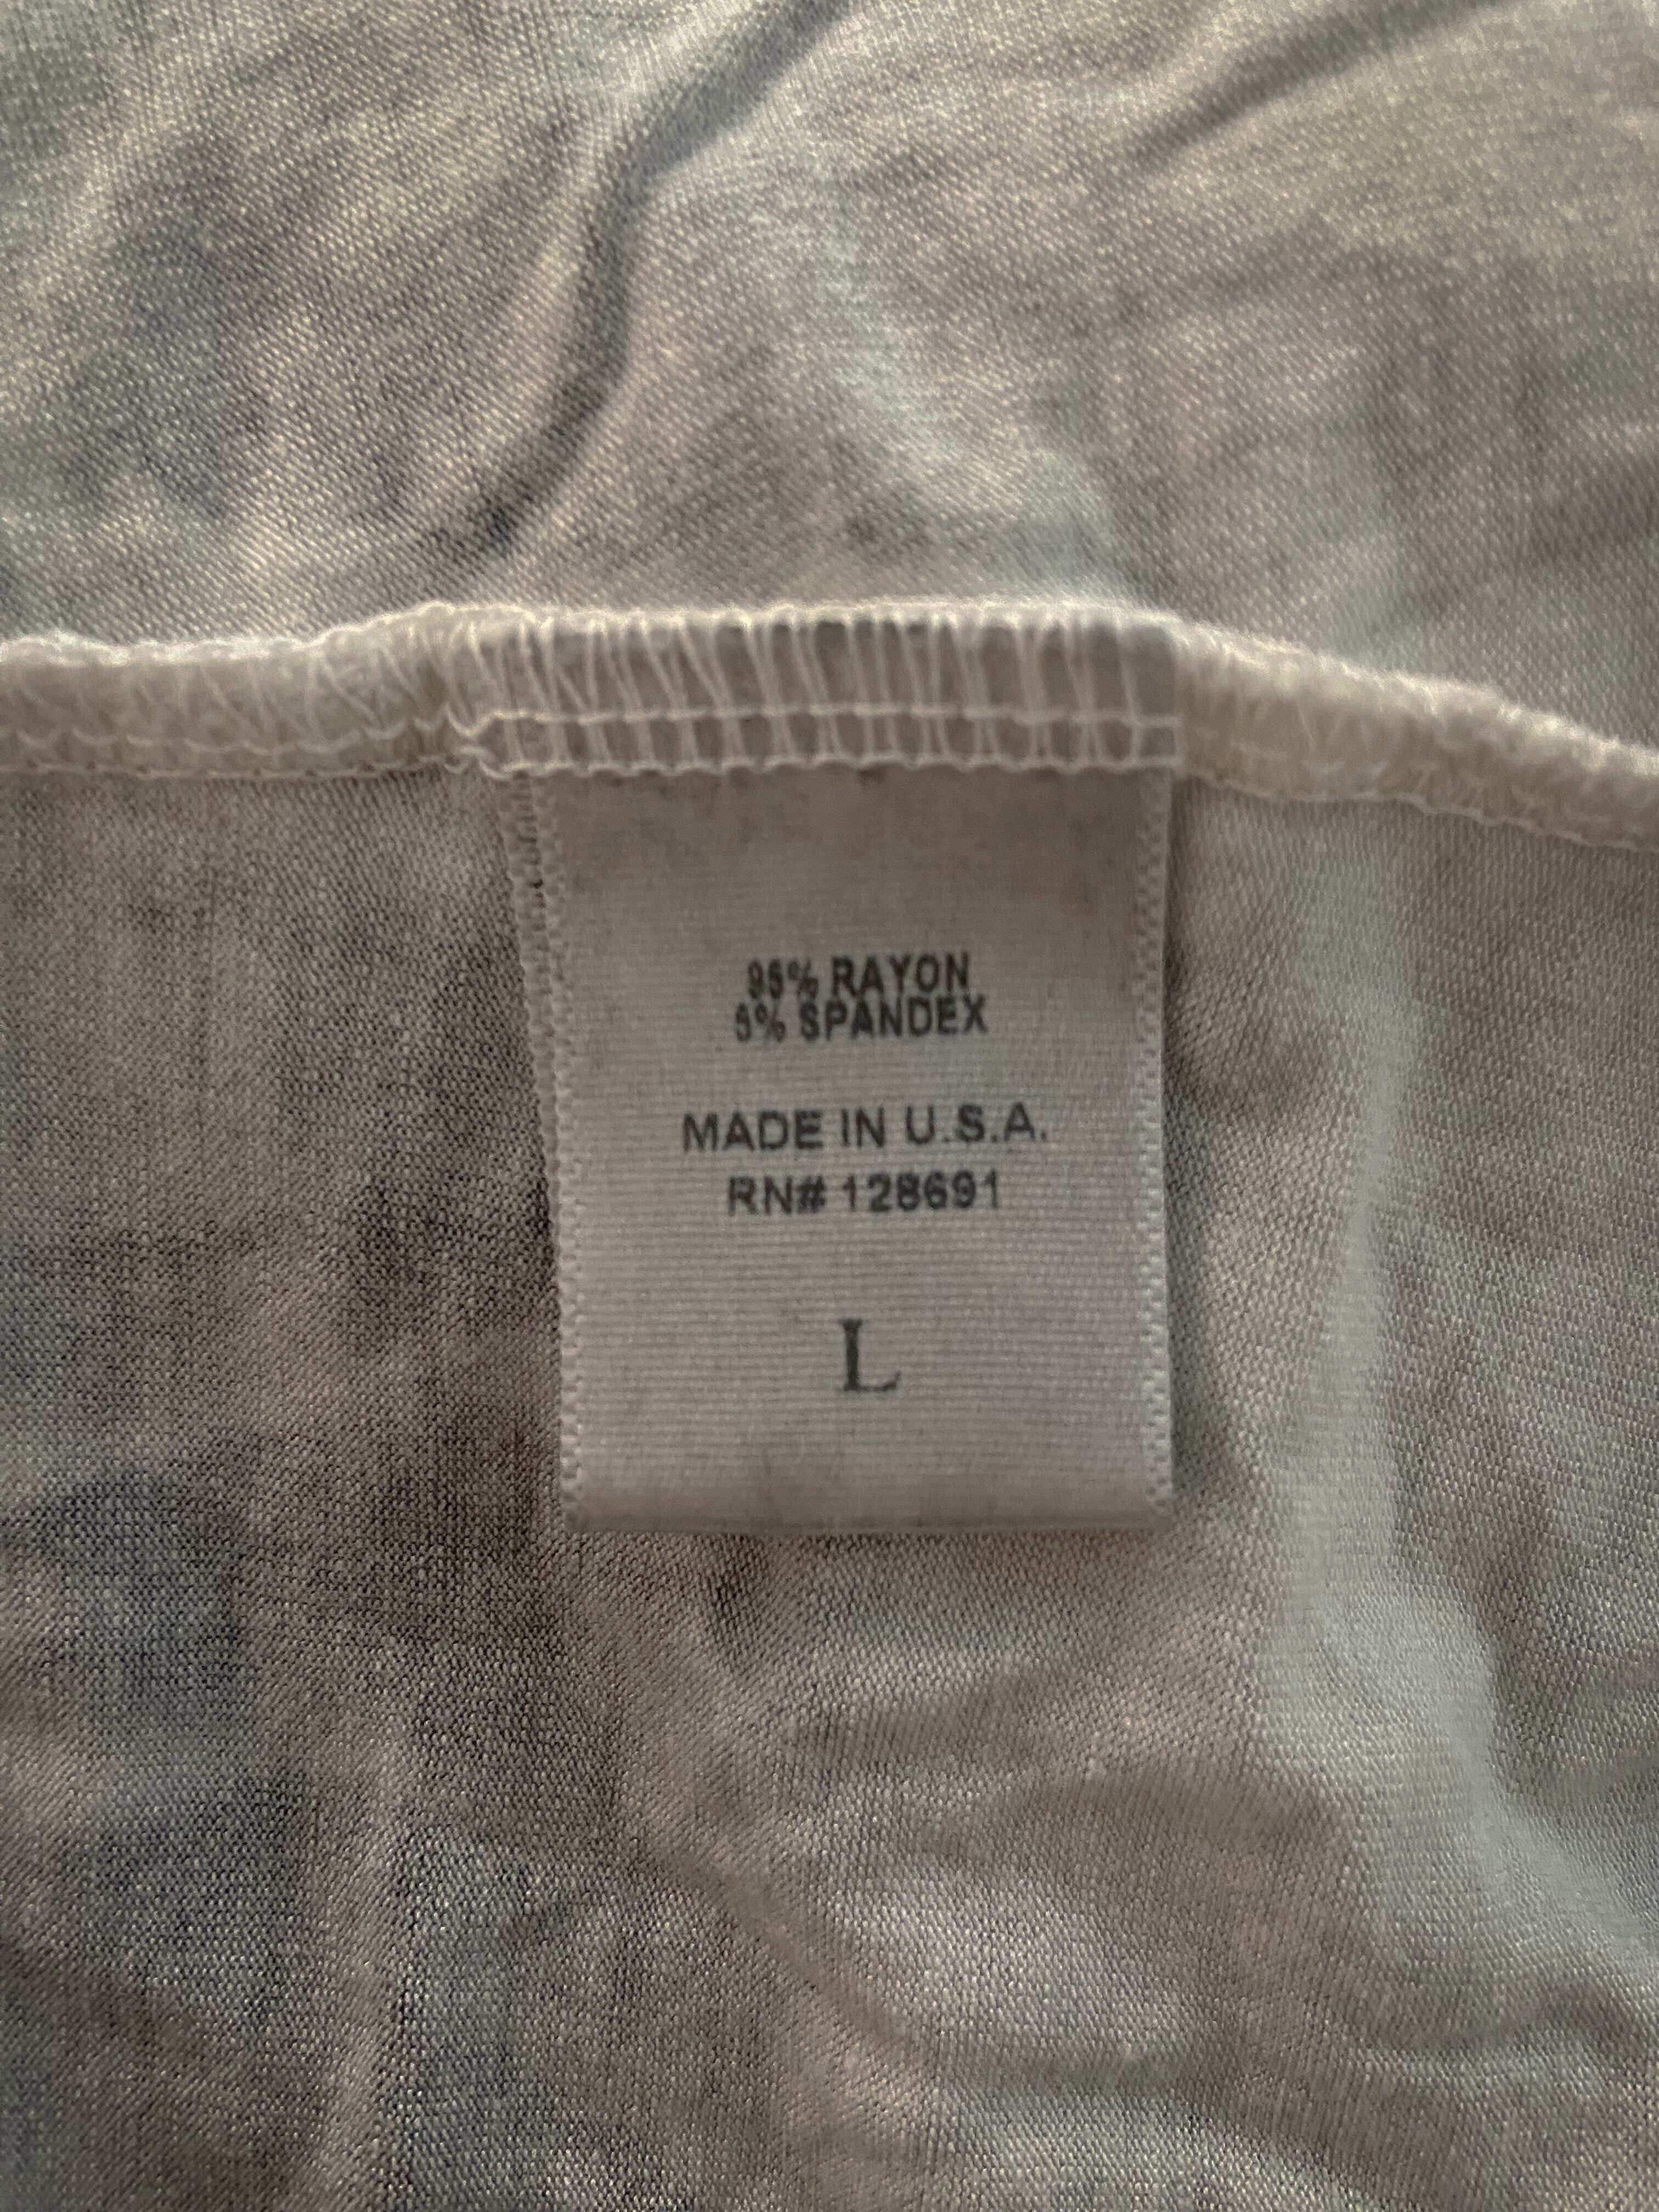 95% RAYON
5% SPANDEX
MADE IN U.S.A.
RN# 128691
L